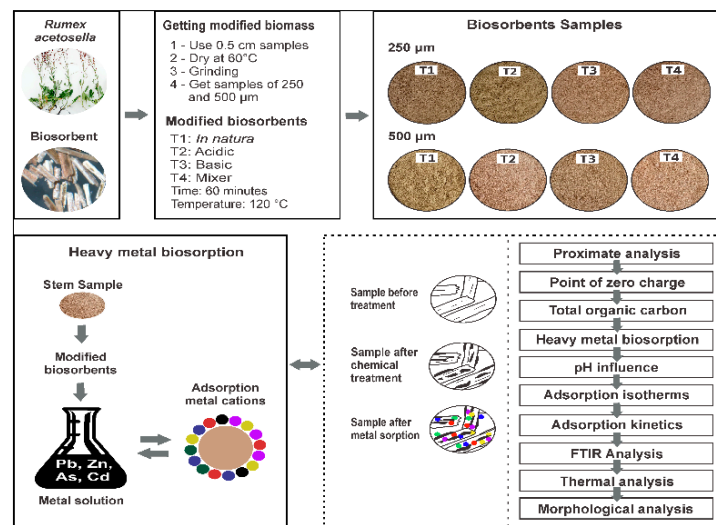 Rumex
acetosella
Biosorbent
Getting modified biomass
1 - Use 0.5 cm samples
2 - Dry at 60°C
3 - Grinding
4 - Get samples of 250
and 500 µm
Modified biosorbents
T1: In natura
T2: Acidic
T3: Basic
T4: Mixer
Time: 60 minutes
Temperature: 120 °C
Biosorbents Samples
250 µm
T1 T2 T3 T4
500 µm
T1 T2 T3 T4
Heavy metal biosorption
Stem Sample
Modified
biosorbents
Pb, Zn,
As, Cd
Metal solution
Adsorption
metal cations
Sample before
treatment
Sample after
chemical
treatment
Sample after
metal sorption
Proximate analysis
Point of zero charge
Total organic carbon
Heavy metal biosorption
pH influence
Adsorption isotherms
Adsorption kinetics
FTIR Analysis
Thermal analysis
Morphological analysis